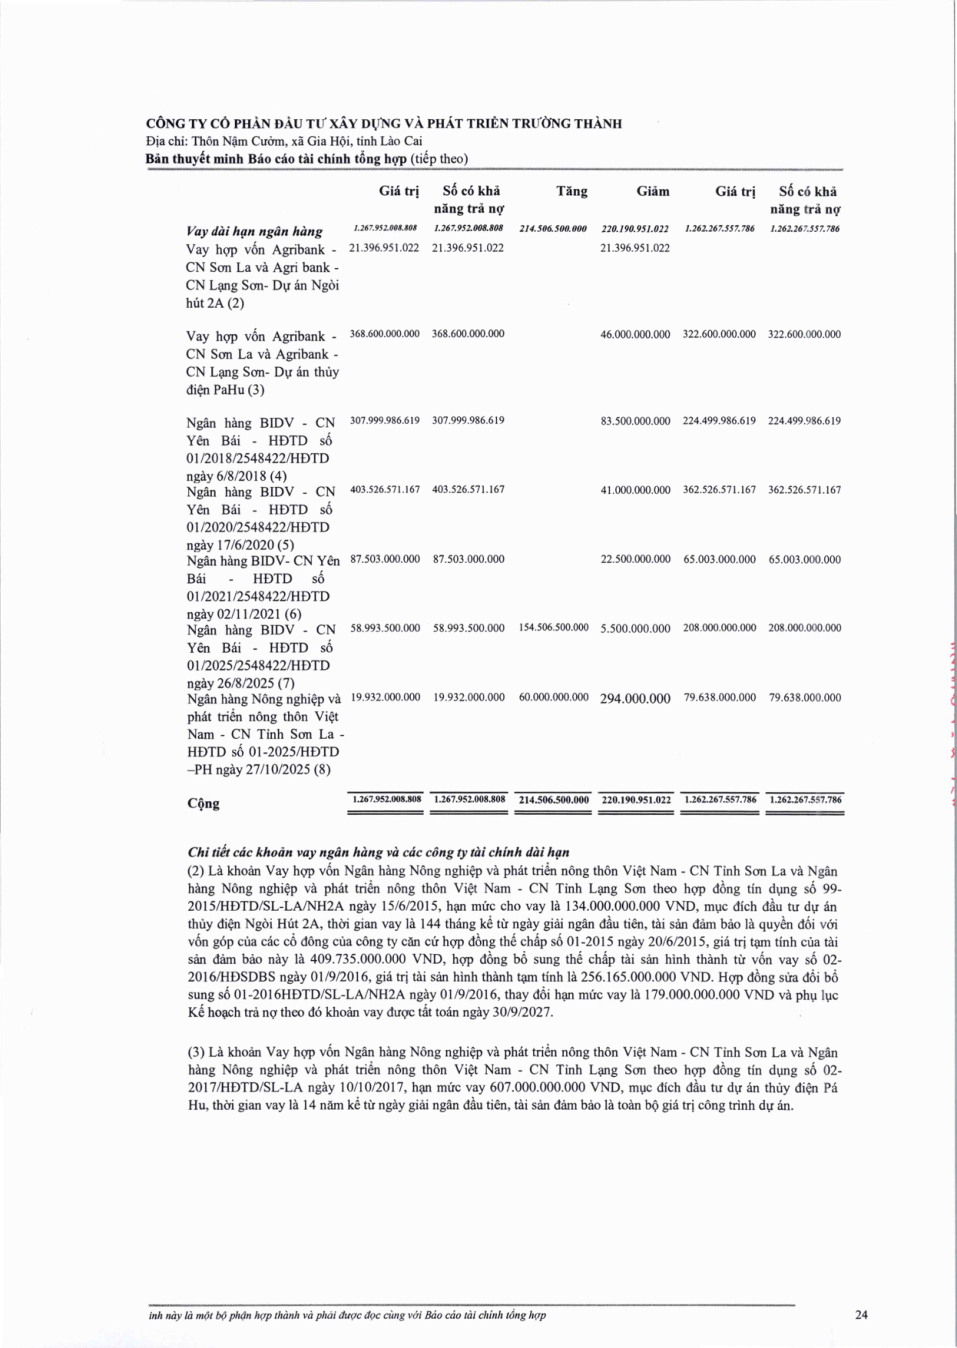 CÔNG TY CỔ PHẦN ĐẦU TƯ XÂY DỰNG VÀ PHÁT TRIỂN TRƯỜNG THÀNH
Địa chỉ: Thôn Nậm Cưởm, xã Gia Hội, tỉnh Lào Cai
Bản thuyết minh Báo cáo tài chính tổng hợp (tiếp theo)
Giá trị Số có khả Tăng Giảm Giá trị Số có khả
năng trả nợ năng trả nợ
Vay dài hạn ngân hàng 1.267.952.008.808 1.267.952.008.808 214.506.500.000 220.190.951.022 1.262.267.557.786 1.262.267.557.786
Vay hợp vốn Agribank - 21.396.951.022 21.396.951.022 21.396.951.022
CN Sơn La và Agri bank -
CN Lạng Sơn- Dự án Ngòi
hút 2A (2)
Vay hợp vốn Agribank - 368.600.000.000 368.600.000.000 46.000.000.000 322.600.000.000 322.600.000.000
CN Sơn La và Agribank -
CN Lạng Sơn- Dự án thủy
điện PaHu (3)
Ngân hàng BIDV - CN 307.999.986.619 307.999.986.619 83.500.000.000 224.499.986.619 224.499.986.619
Yên Bái - HĐTD số
01/2018/2548422/HĐTD
ngày 6/8/2018 (4)
Ngân hàng BIDV - CN 403.526.571.167 403.526.571.167 41.000.000.000 362.526.571.167 362.526.571.167
Yên Bái - HĐTD số
01/2020/2548422/HĐTD
ngày 17/6/2020 (5)
Ngân hàng BIDV- CN Yên 87.503.000.000 87.503.000.000 22.500.000.000 65.003.000.000 65.003.000.000
Bái - HĐTD số
01/2021/2548422/HĐTD
ngày 02/11/2021 (6)
Ngân hàng BIDV - CN 58.993.500.000 58.993.500.000 154.506.500.000 5.500.000.000 208.000.000.000 208.000.000.000
Yên Bái - HĐTD số
01/2025/2548422/HĐTD
ngày 26/8/2025 (7)
Ngân hàng Nông nghiệp và 19.932.000.000 19.932.000.000 60.000.000.000 294.000.000 79.638.000.000 79.638.000.000
phát triển nông thôn Việt
Nam - CN Tỉnh Sơn La -
HĐTD số 01-2025/HĐTD
–PH ngày 27/10/2025 (8)
Cộng 1.267.952.008.808 1.267.952.008.808 214.506.500.000 220.190.951.022 1.262.267.557.786 1.262.267.557.786
Chi tiết các khoản vay ngân hàng và các công ty tài chính dài hạn
(2) Là khoản Vay hợp vốn Ngân hàng Nông nghiệp và phát triển nông thôn Việt Nam - CN Tỉnh Sơn La và Ngân
hàng Nông nghiệp và phát triển nông thôn Việt Nam - CN Tỉnh Lạng Sơn theo hợp đồng tín dụng số 99-
2015/HĐTD/SL-LA/NH2A ngày 15/6/2015, hạn mức cho vay là 134.000.000.000 VND, mục đích đầu tư dự án
thủy điện Ngòi Hút 2A, thời gian vay là 144 tháng kể từ ngày giải ngân đầu tiên, tài sản đảm bảo là quyền đối với
vốn góp của các cổ đông của công ty căn cứ hợp đồng thế chấp số 01-2015 ngày 20/6/2015, giá trị tạm tính của tài
sản đảm bảo này là 409.735.000.000 VND, hợp đồng bổ sung thế chấp tài sản hình thành từ vốn vay số 02-
2016/HĐSDBS ngày 01/9/2016, giá trị tài sản hình thành tạm tính là 256.165.000.000 VND. Hợp đồng sửa đổi bổ
sung số 01-2016HĐTD/SL-LA/NH2A ngày 01/9/2016, thay đổi hạn mức vay là 179.000.000.000 VND và phụ lục
Kế hoạch trả nợ theo đó khoản vay được tất toán ngày 30/9/2027.
(3) Là khoản Vay hợp vốn Ngân hàng Nông nghiệp và phát triển nông thôn Việt Nam - CN Tỉnh Sơn La và Ngân
hàng Nông nghiệp và phát triển nông thôn Việt Nam - CN Tỉnh Lạng Sơn theo hợp đồng tín dụng số 02-
2017/HĐTD/SL-LA ngày 10/10/2017, hạn mức vay 607.000.000.000 VND, mục đích đầu tư dự án thủy điện Pá
Hu, thời gian vay là 14 năm kể từ ngày giải ngân đầu tiên, tài sản đảm bảo là toàn bộ giá trị công trình dự án.
inh này là một bộ phận hợp thành và phải được đọc cùng với Báo cáo tài chính tổng hợp 24